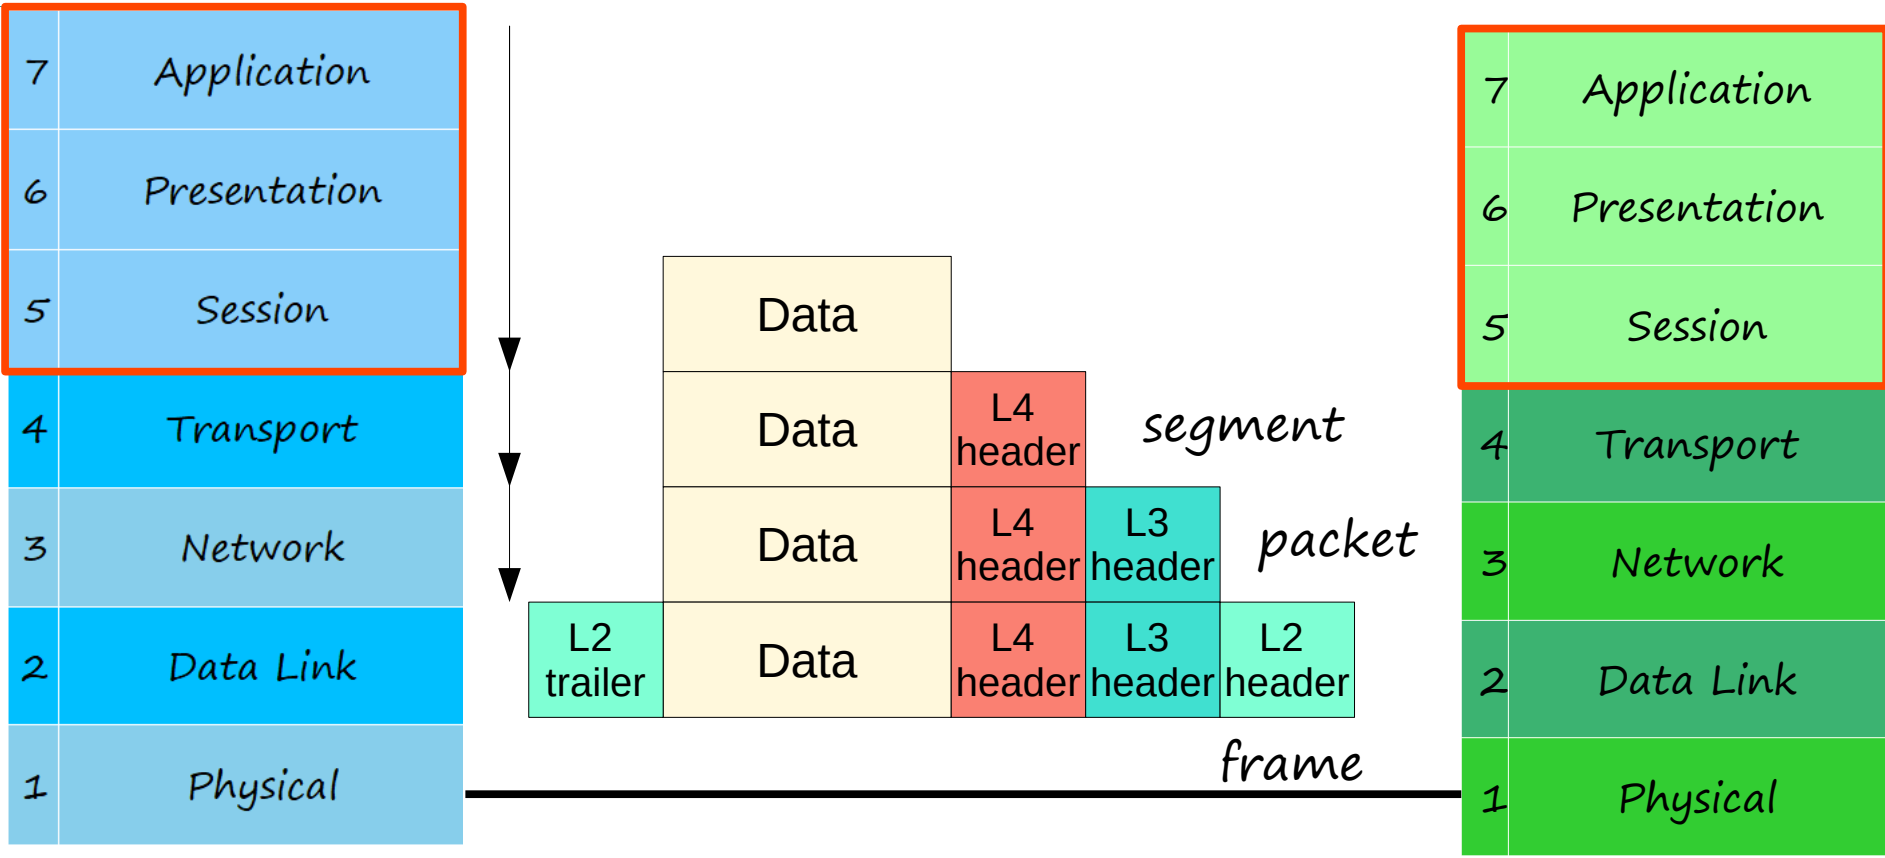 7 Application
6 Presentation
5 Session
4 Transport
3 Network
2 Data Link
1 Physical
Data
Data
L4
header
segment
Data
L4
header
L3
header
packet
L2
trailer
Data
L4
header
L3
header
L2
header
frame
7 Application
6 Presentation
5 Session
4 Transport
3 Network
2 Data Link
1 Physical